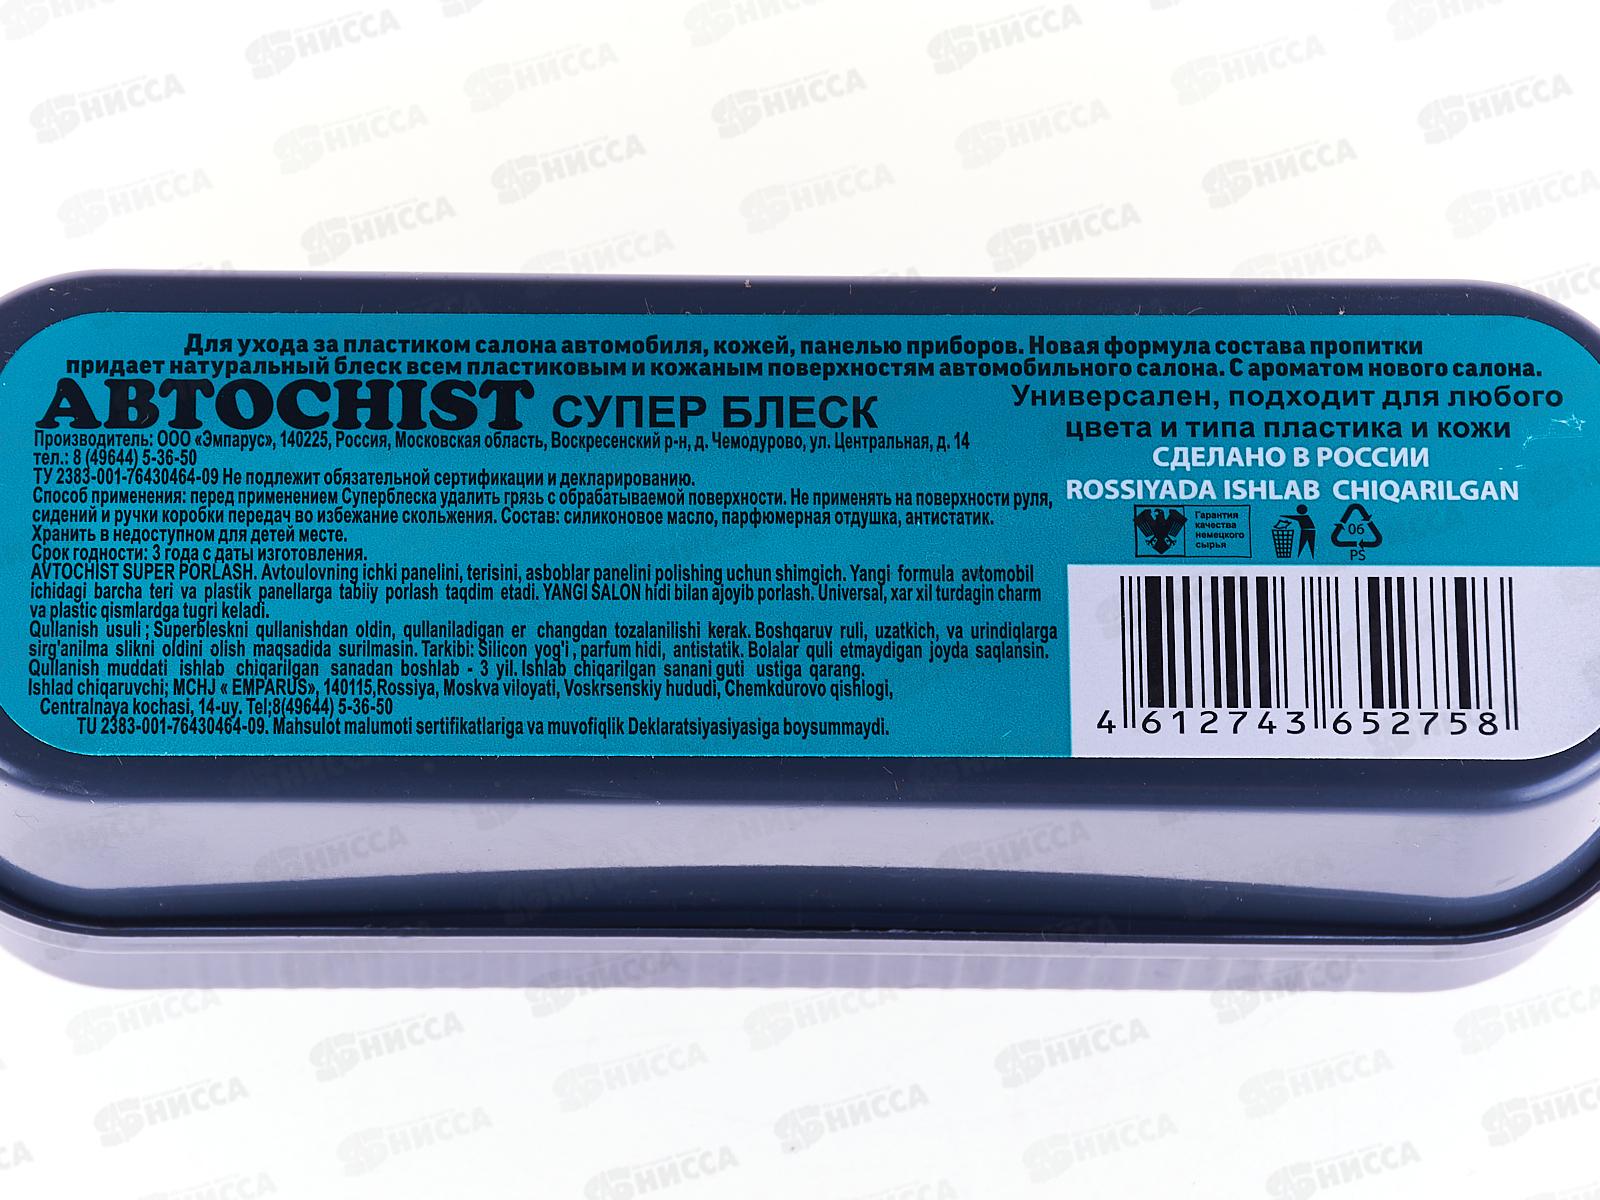 Для ухода за пластиком салона автомобиля, кожей, панелью приборов. Новая формула состава пропитки
придает натуральный блеск всем пластиковым и кожаным поверхностям автомобильного салона. С ароматом нового салона.
АВТОCHIST СУПЕР БЛЕСК
Производитель: ООО «Эмпарус», 140225, Россия, Московская область, Воскресенский р-н, д. Чемодурово, ул. Центральная, д. 14
тел.: 8 (49644) 5-36-50
ТУ 2383-001-76430464-09 Не подлежит обязательной сертификации и декларированию.
Способ применения: перед применением Суперблеска удалить грязь с обрабатываемой поверхности. Не применять на поверхности руля,
сидений и ручки коробки передач во избежание скольжения. Состав: силиконовое масло, парфюмерная отдушка, антистатик.
Хранить в недоступном для детей месте.
Срок годности: 3 года с даты изготовления.
AVTOCHIST SUPER PORLASH. Avtoulovning ichki panelini, terisini, asboblar panelini polishing uchun shimgich. Yangi formula avtomobil
ichidagi barcha teri va plastik panellarga tabiiy porlash taqdim etadi. YANGI SALON hidi bilan ajoyib porlash. Universal, xar xil turdagin charm
va plastic qismlardga tugri keladi.
Qullanish usuli ; Superbleskni qullanishdan oldin, qullaniladigan er changdan tozalanilishi kerak. Boshqaruv ruli, uzatkich, va urindiqlarga
sirg'anilma slikni oldini olish maqsadida surilmasin. Tarkibi: Silicon yog'i , parfum hidi, antistatik. Bolalar quli etmaydigan joyda saqlansin.
Qullanish muddati ishlab chiqarilgan sanadan boshlab - 3 yil. Ishlab chiqarilgan sanani guti ustiga qarang.
Ishlad chiqaruvchi; MCHJ « EMPARUS», 140115,Rossiya, Moskva viloyati, Voskrsenskiy hududi, Chemkdurovo qishlogi,
Centralnaya kochasi, 14-uy. Tel;8(49644) 5-36-50
TU 2383-001-76430464-09. Mahsulot malumoti sertifikatlariga va muvofiqlik Deklaratsiyasiyasiga boysummaydi.
Универсален, подходит для любого
цвета и типа пластика и кожи
СДЕЛАНО В РОССИИ
ROSSIYADA ISHLAB CHIQARILGAN
Гарантия
качества
немецкого
сырья
06
PS
4 612743 652758